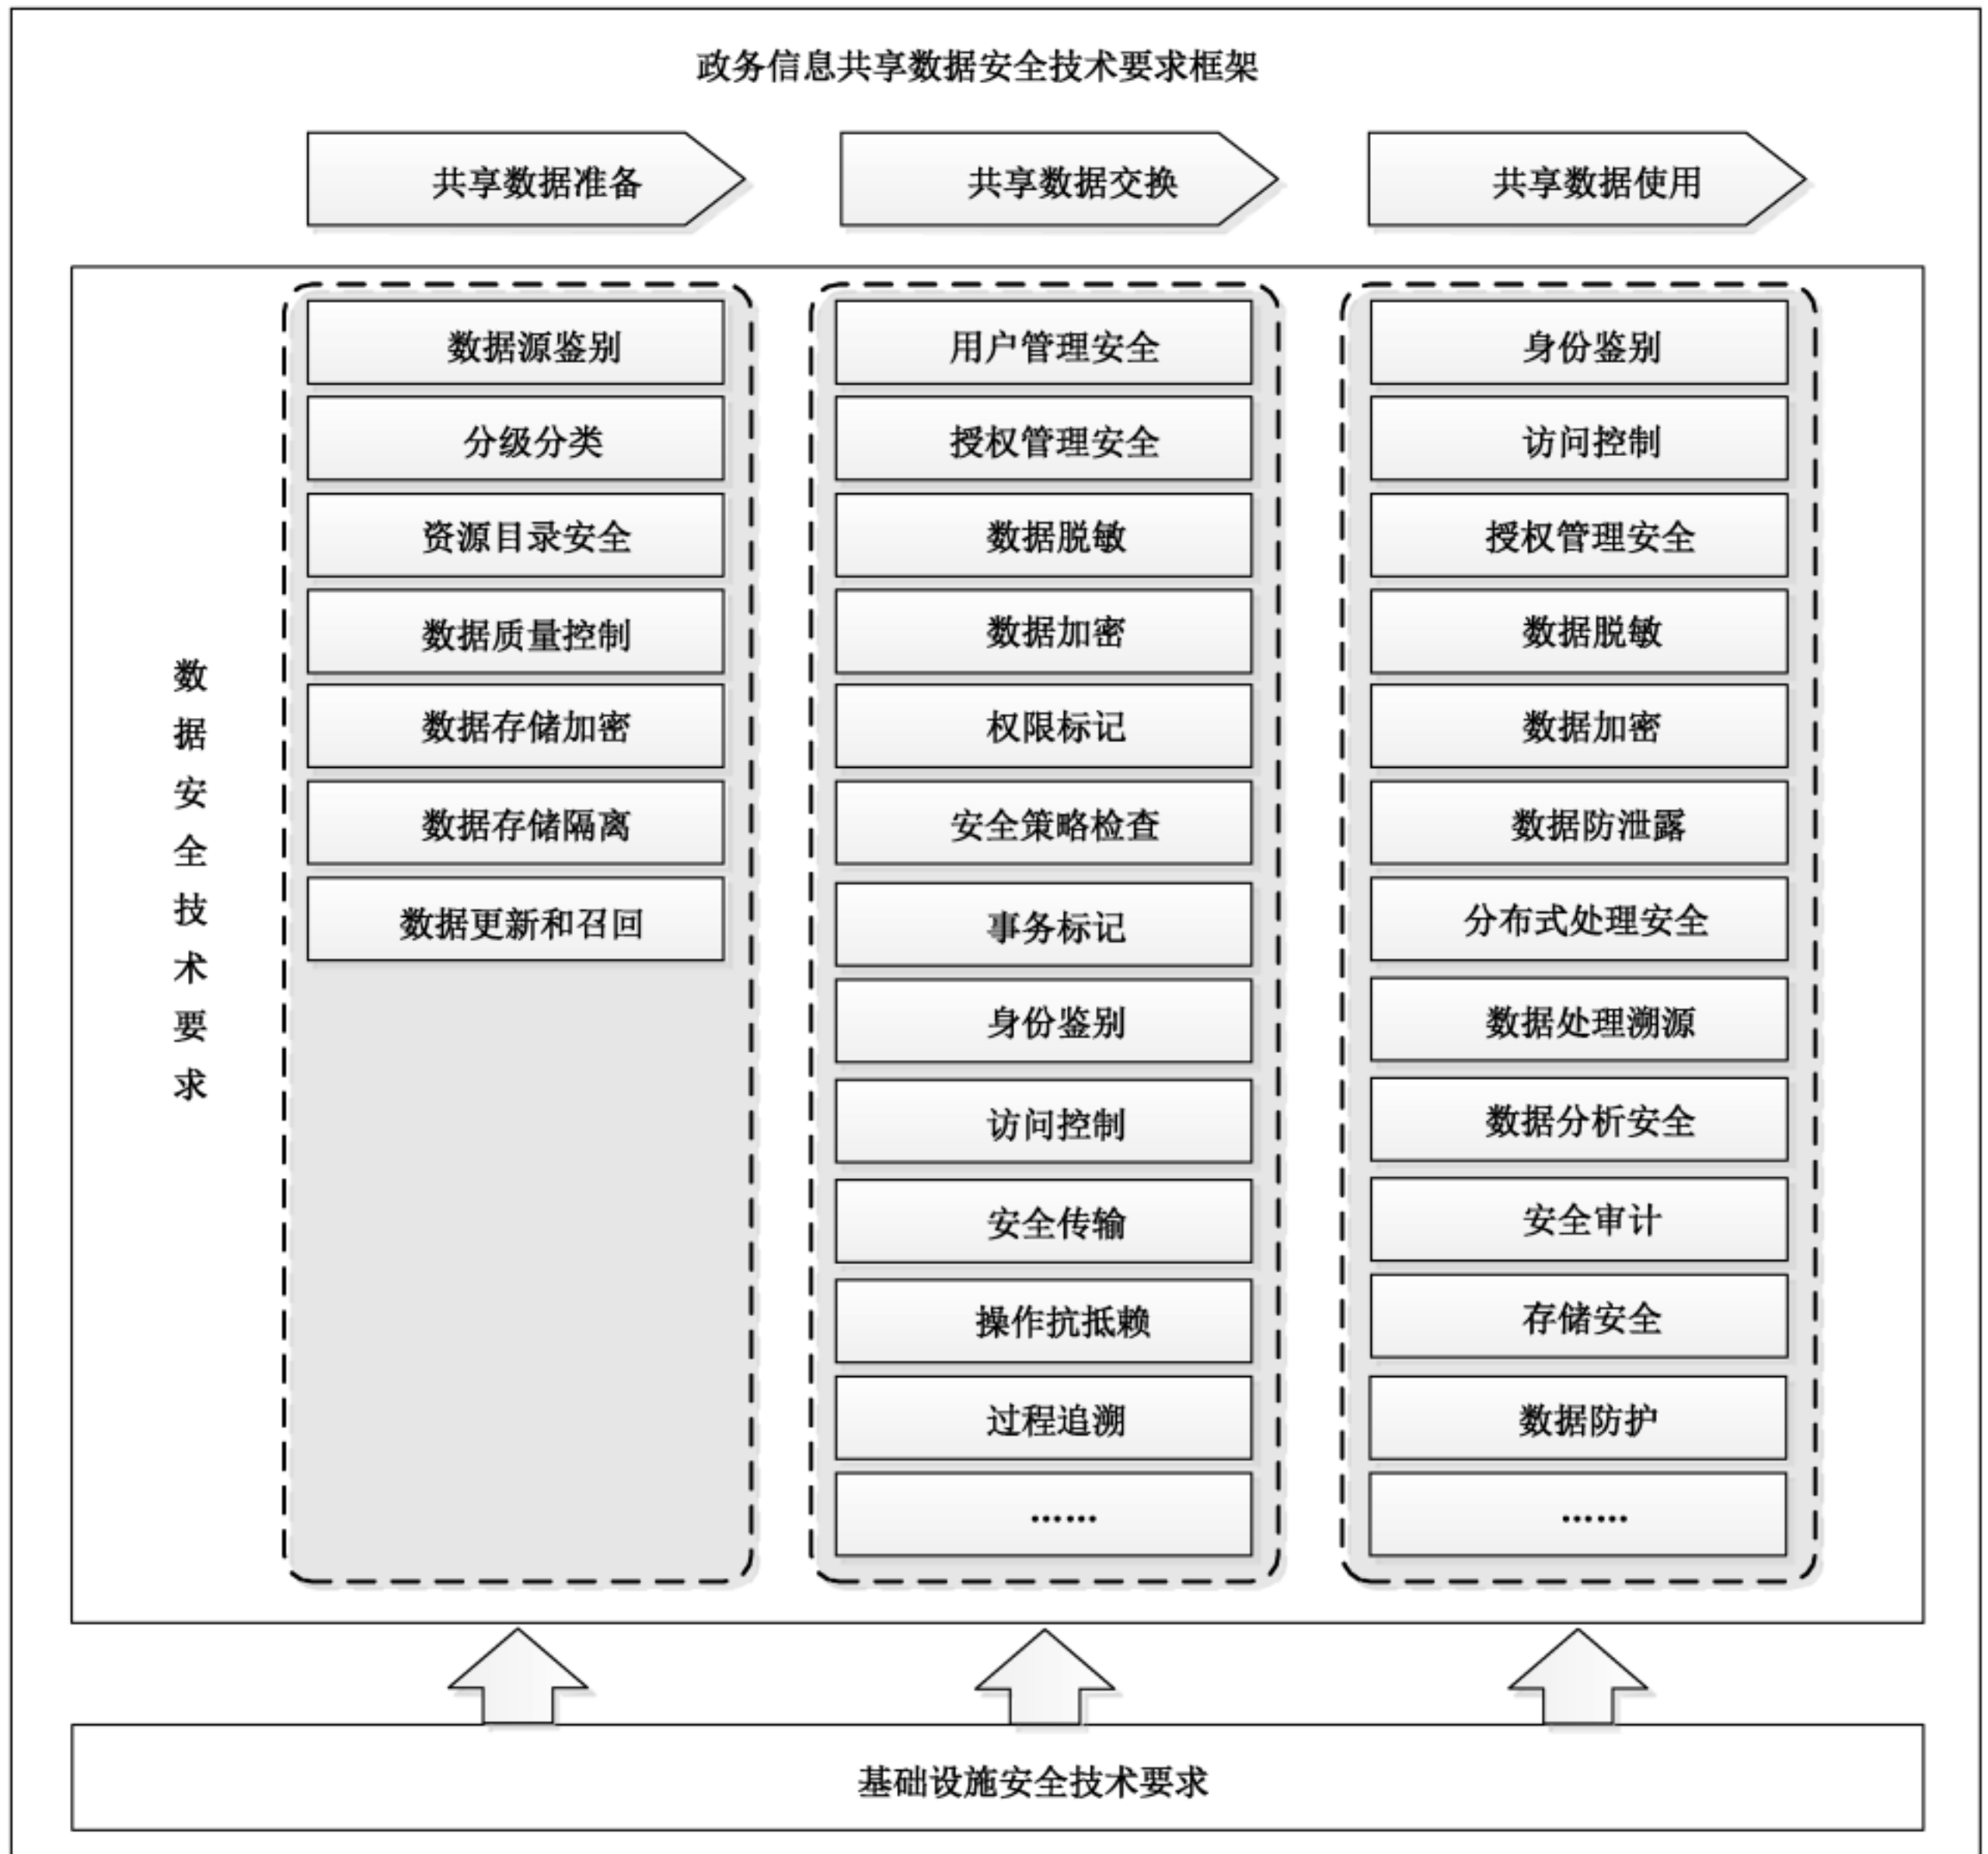 政务信息共享数据安全技术要求框架
共享数据准备
共享数据交换
共享数据使用
数据安全技术要求
数据源鉴别
分级分类
资源目录安全
数据质量控制
数据存储加密
数据存储隔离
数据更新和召回
用户管理安全
授权管理安全
数据脱敏
数据加密
权限标记
安全策略检查
事务标记
身份鉴别
访问控制
安全传输
操作抗抵赖
过程追溯
……
身份鉴别
访问控制
授权管理安全
数据脱敏
数据加密
数据防泄露
分布式处理安全
数据处理溯源
数据分析安全
安全审计
存储安全
数据防护
……
基础设施安全技术要求